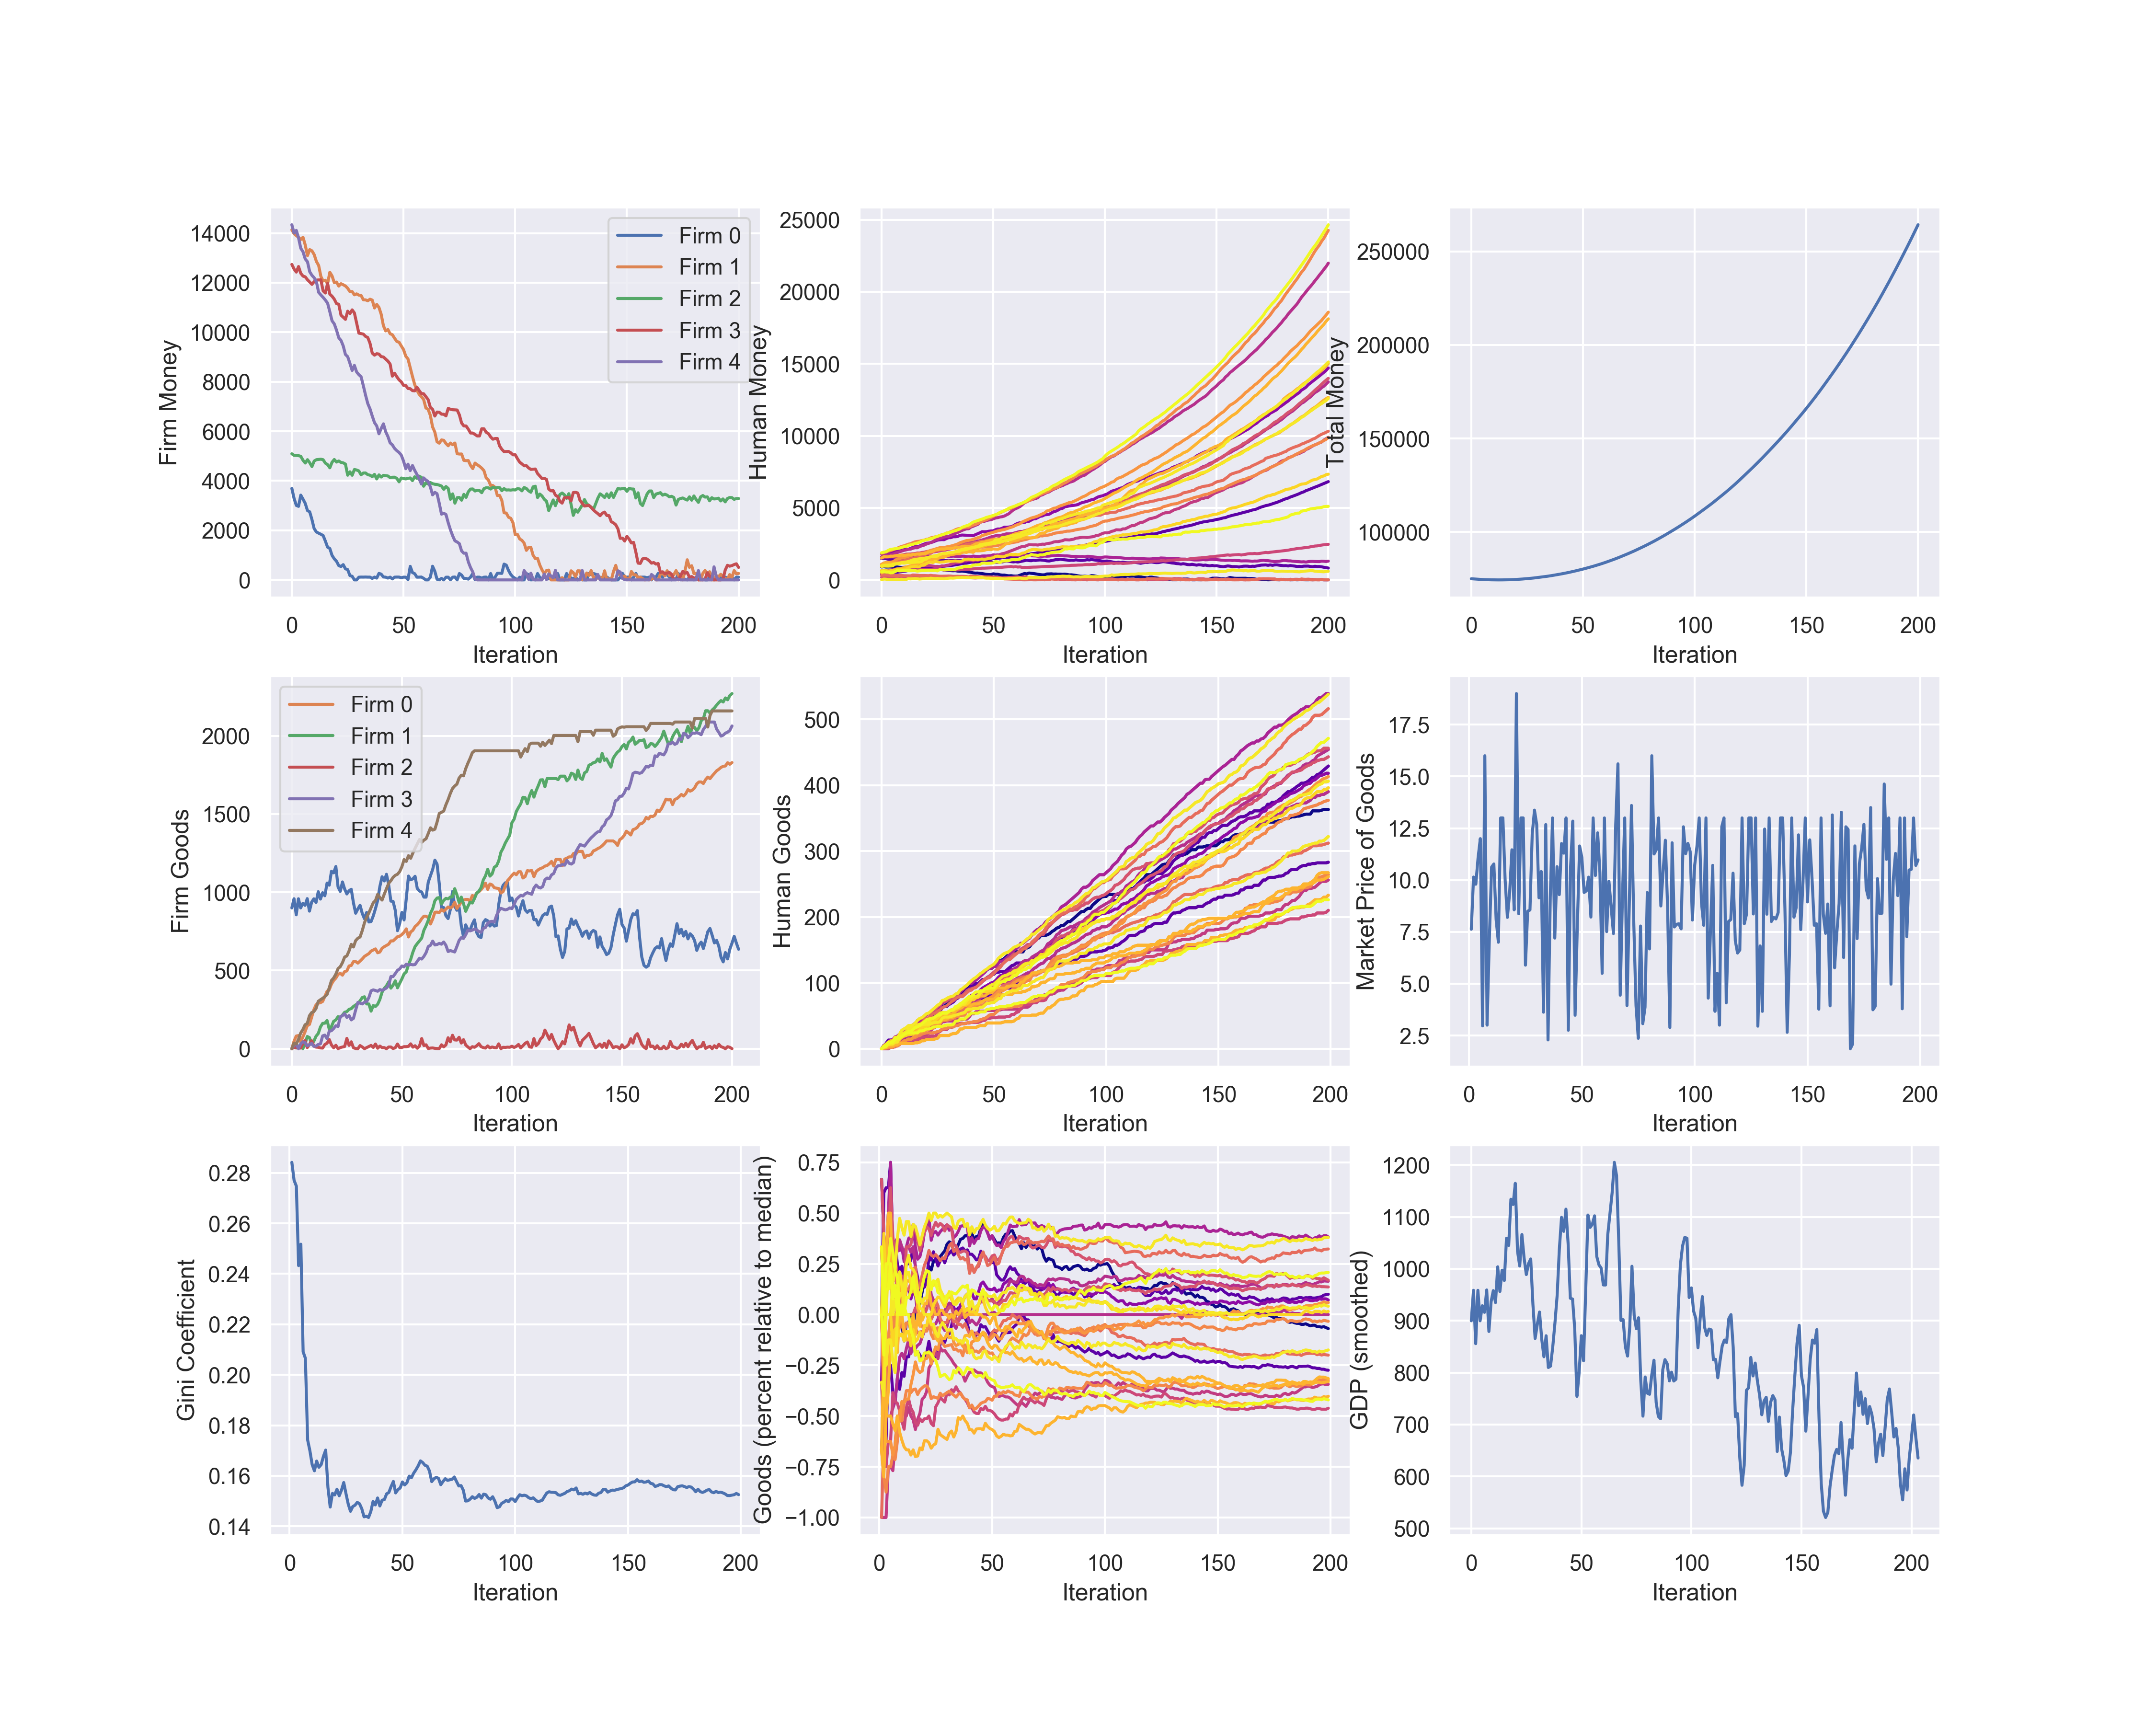 14000
12000
10000
8000
6000
4000
2000
0
Firm Money
Firm 0
Firm 1
Firm 2
Firm 3
Firm 4
0 50 100 150 200
Iteration
25000
20000
15000
10000
5000
0
Human Money
0 50 100 150 200
Iteration
250000
200000
150000
100000
Total Money
0 50 100 150 200
Iteration
2000
1500
1000
500
0
Firm Goods
Firm 0
Firm 1
Firm 2
Firm 3
Firm 4
0 50 100 150 200
Iteration
500
400
300
200
100
0
Human Goods
0 50 100 150 200
Iteration
17.5
15.0
12.5
10.0
7.5
5.0
2.5
Market Price of Goods
0 50 100 150 200
Iteration
0.28
0.26
0.24
0.22
0.20
0.18
0.16
0.14
Gini Coefficient
0 50 100 150 200
Iteration
0.75
0.50
0.25
0.00
−0.25
−0.50
−0.75
−1.00
Goods (percent relative to median)
0 50 100 150 200
Iteration
1200
1100
1000
900
800
700
600
500
GDP (smoothed)
0 50 100 150 200
Iteration